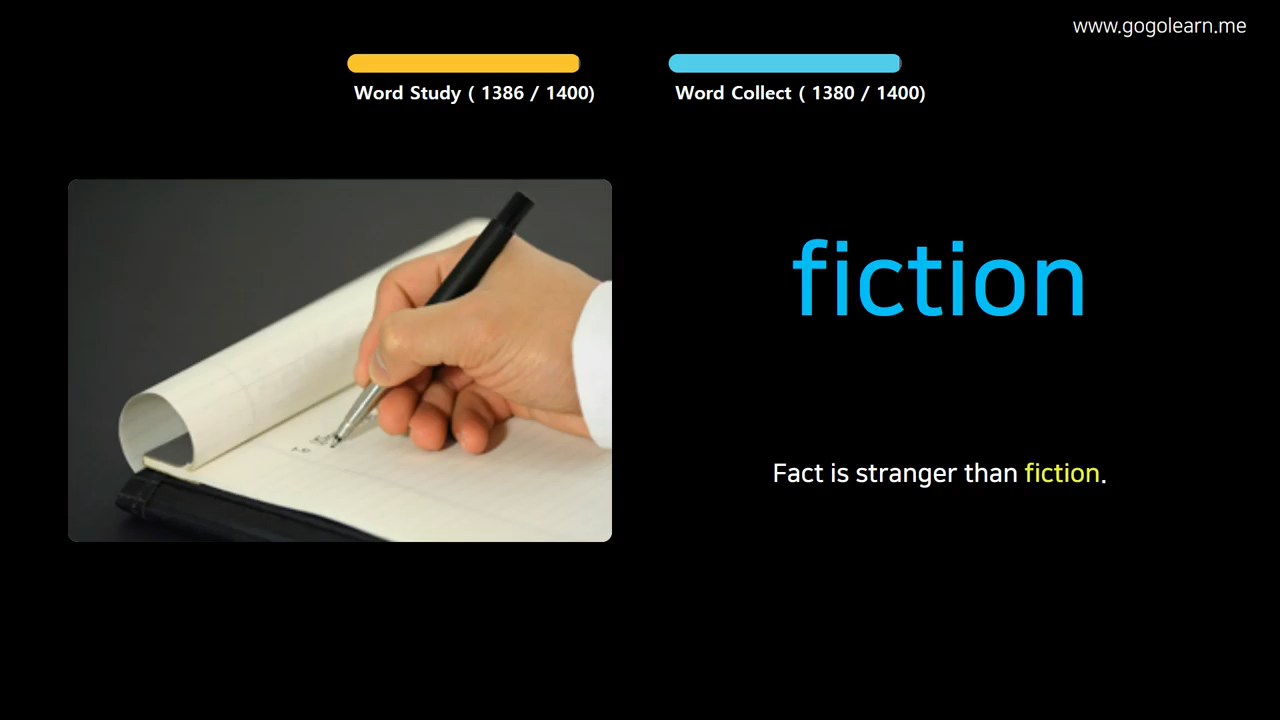 www.gogolearn.me
Word Study ( 1386 / 1400)
Word Collect ( 1380 / 1400)
fiction
Fact is stranger than fiction.